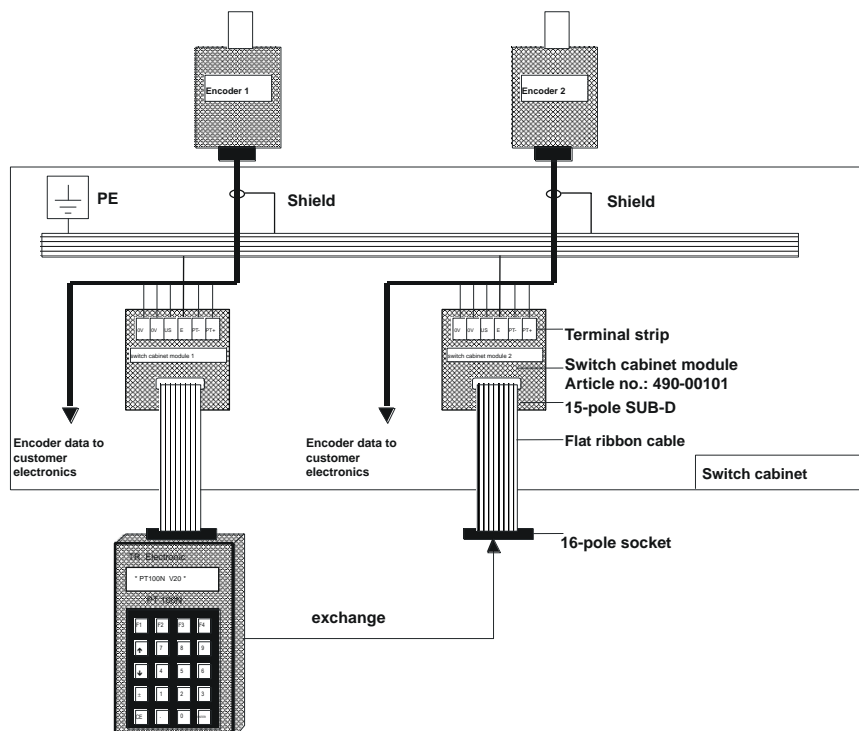 Encoder 1
Encoder 2
PE
Shield
Shield
0V 0V US E PT- PT+
0V 0V US E PT- PT+
Terminal strip
switch cabinet module 1
switch cabinet module 2
Switch cabinet module
Article no.: 490-00101
15-pole SUB-D
Encoder data to
customer
electronics
Encoder data to
customer
electronics
Flat ribbon cable
Switch cabinet
16-pole socket
TR Electronic
" PT100N V20 "
PT 100N
exchange
F1 F2 F3 F4
↑ 7 8 9
↓ 4 5 6
± 1 2 3
CE . 0